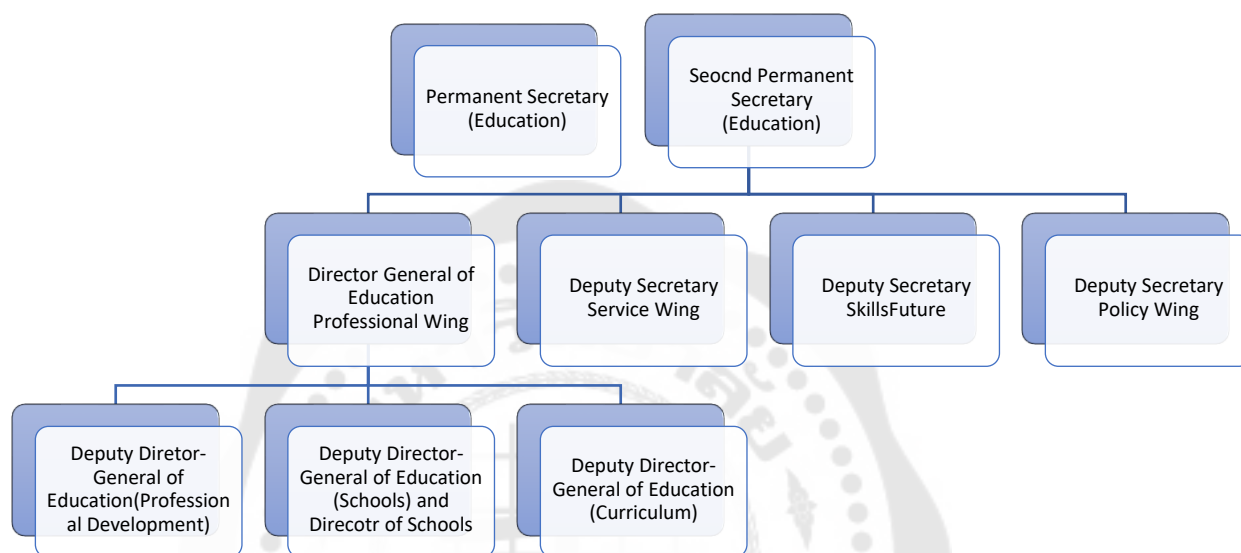 Permanent Secretary
(Education)
Seocnd Permanent
Secretary
(Education)
Director General of
Education
Professional Wing
Deputy Secretary
Service Wing
Deputy Secretary
SkillsFuture
Deputy Secretary
Policy Wing
Deputy Diretor-
General of
Education(Profession
al Development)
Deputy Director-
General of Education
(Schools) and
Direcotr of Schools
Deputy Director-
General of Education
(Curriculum)